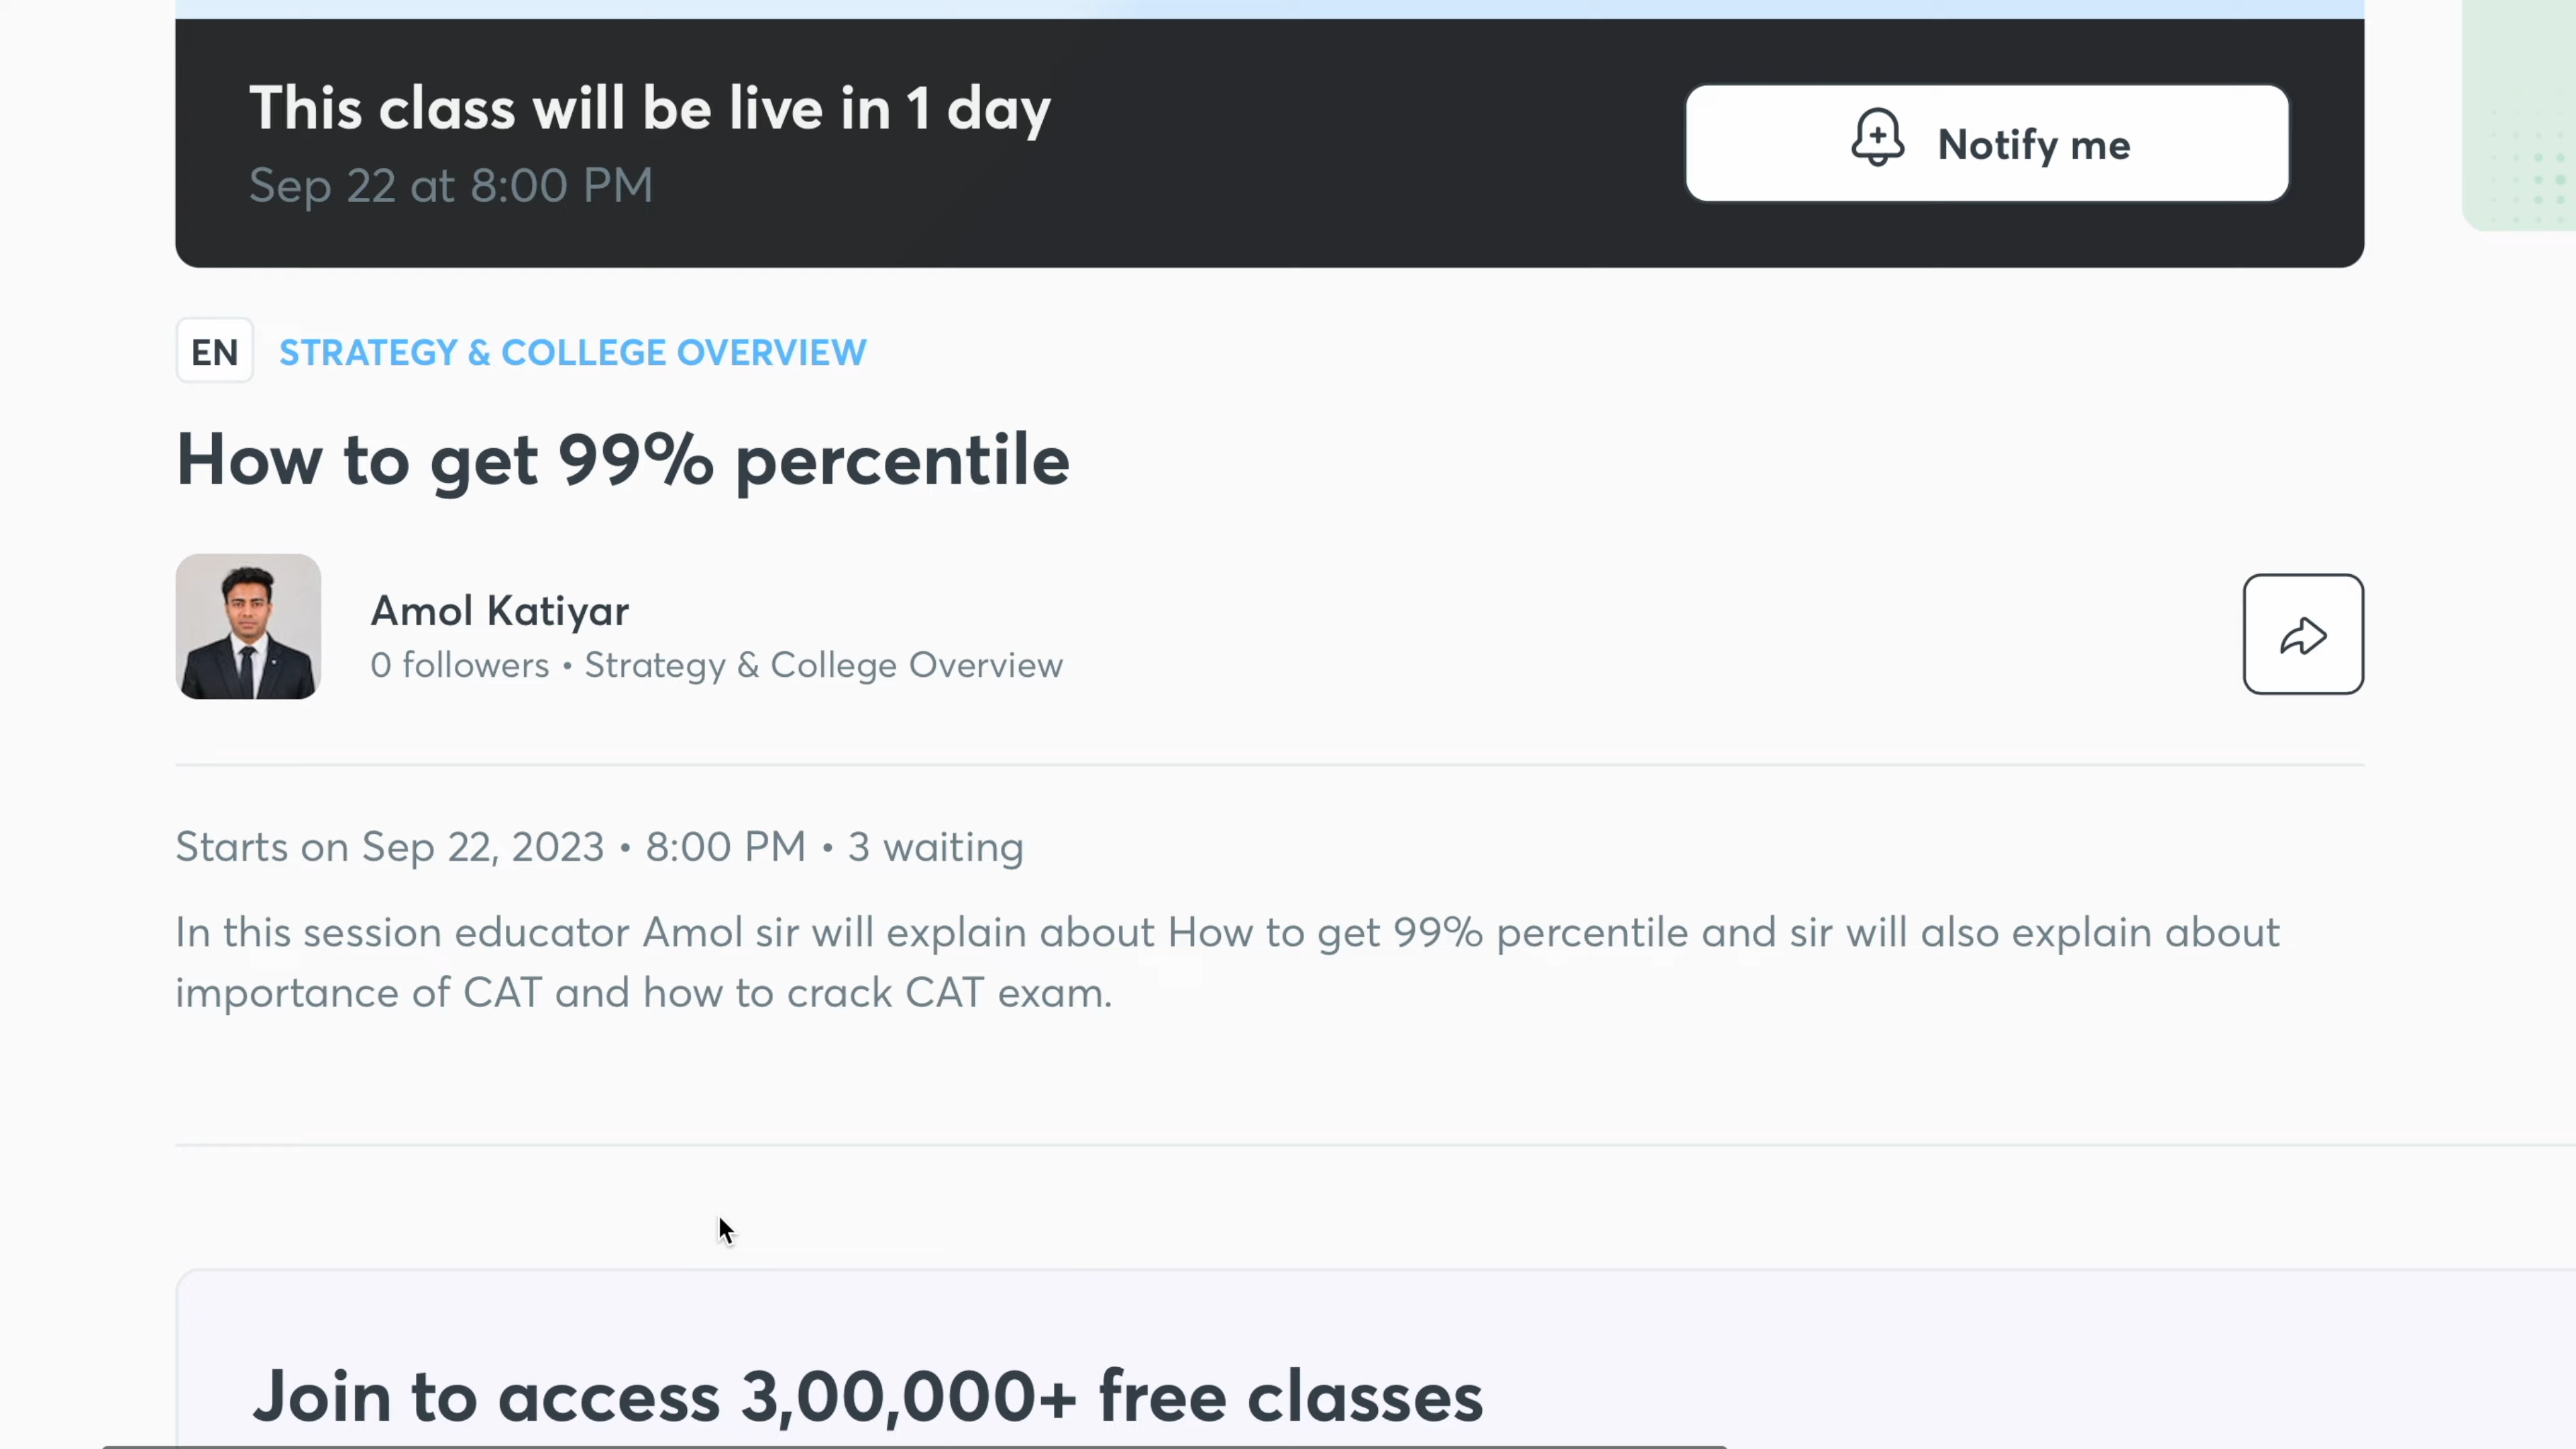 This class will be live in 1 day
Sep 22 at 8:00 PM
Notify me
EN STRATEGY & COLLEGE OVERVIEW
How to get 99% percentile
Amol Katiyar
0 followers • Strategy & College Overview
Starts on Sep 22, 2023 • 8:00 PM • 3 waiting
In this session educator Amol sir will explain about How to get 99% percentile and sir will also explain about
importance of CAT and how to crack CAT exam.
Join to access 3,00,000+ free classes